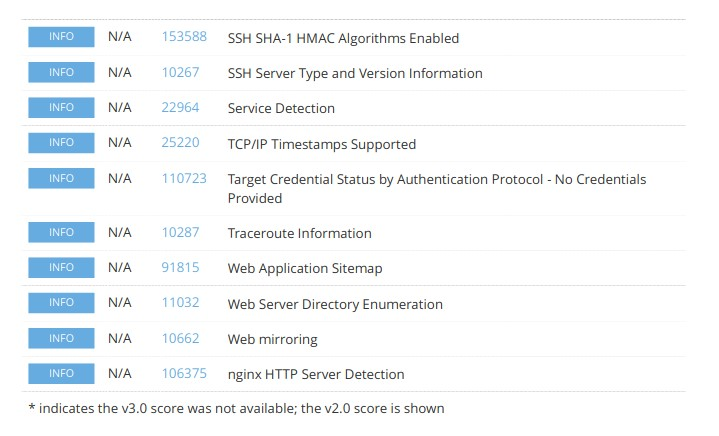 INFO N/A 153588 SSH SHA-1 HMAC Algorithms Enabled
INFO N/A 10267 SSH Server Type and Version Information
INFO N/A 22964 Service Detection
INFO N/A 25220 TCP/IP Timestamps Supported
INFO N/A 110723 Target Credential Status by Authentication Protocol - No Credentials
Provided
INFO N/A 10287 Traceroute Information
INFO N/A 91815 Web Application Sitemap
INFO N/A 11032 Web Server Directory Enumeration
INFO N/A 10662 Web mirroring
INFO N/A 106375 nginx HTTP Server Detection
* indicates the v3.0 score was not available; the v2.0 score is shown